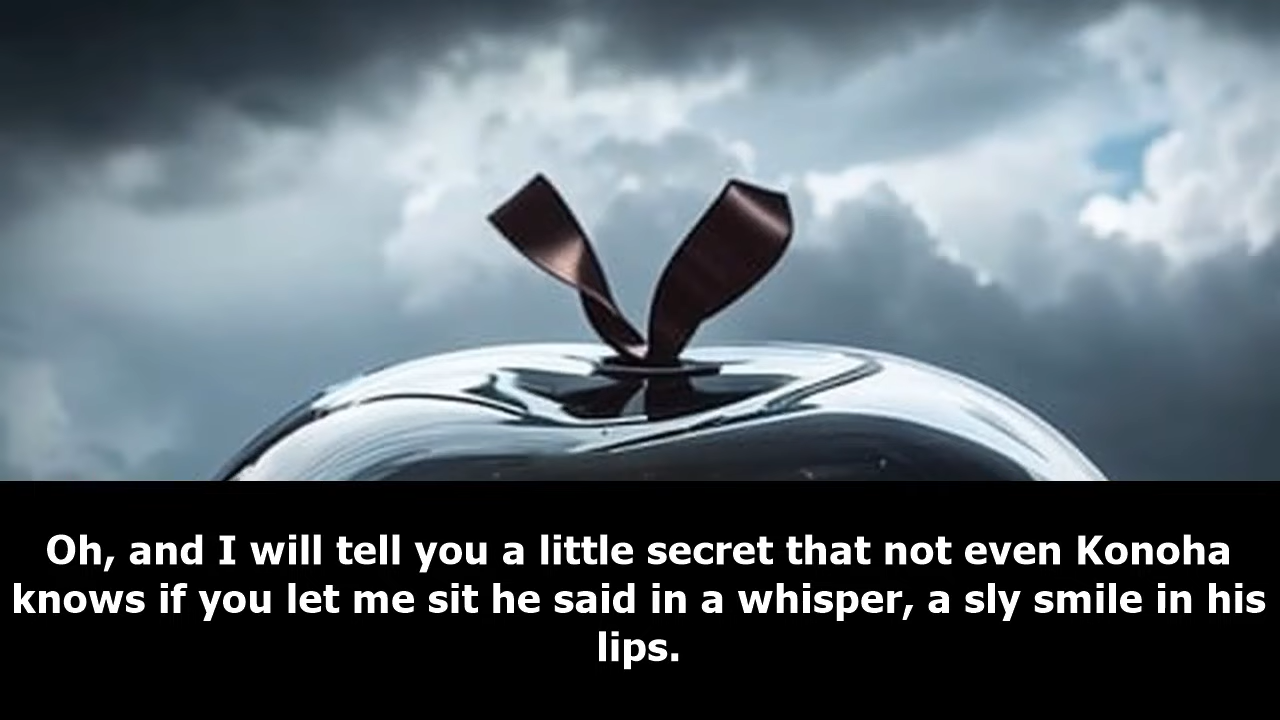 Oh, and I will tell you a little secret that not even Konoha
knows if you let me sit he said in a whisper, a sly smile in his
lips.